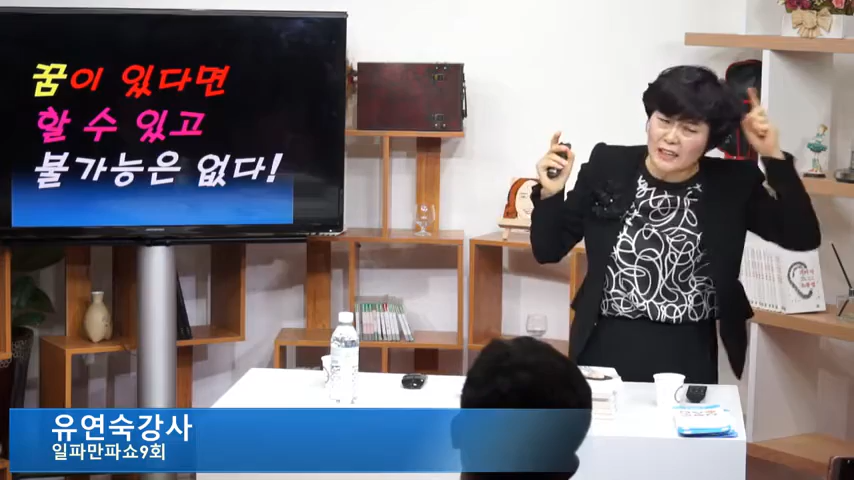 꿈이 있다면
할 수 있고
불가능은 없다!
유연숙강사
일파만파쇼9회